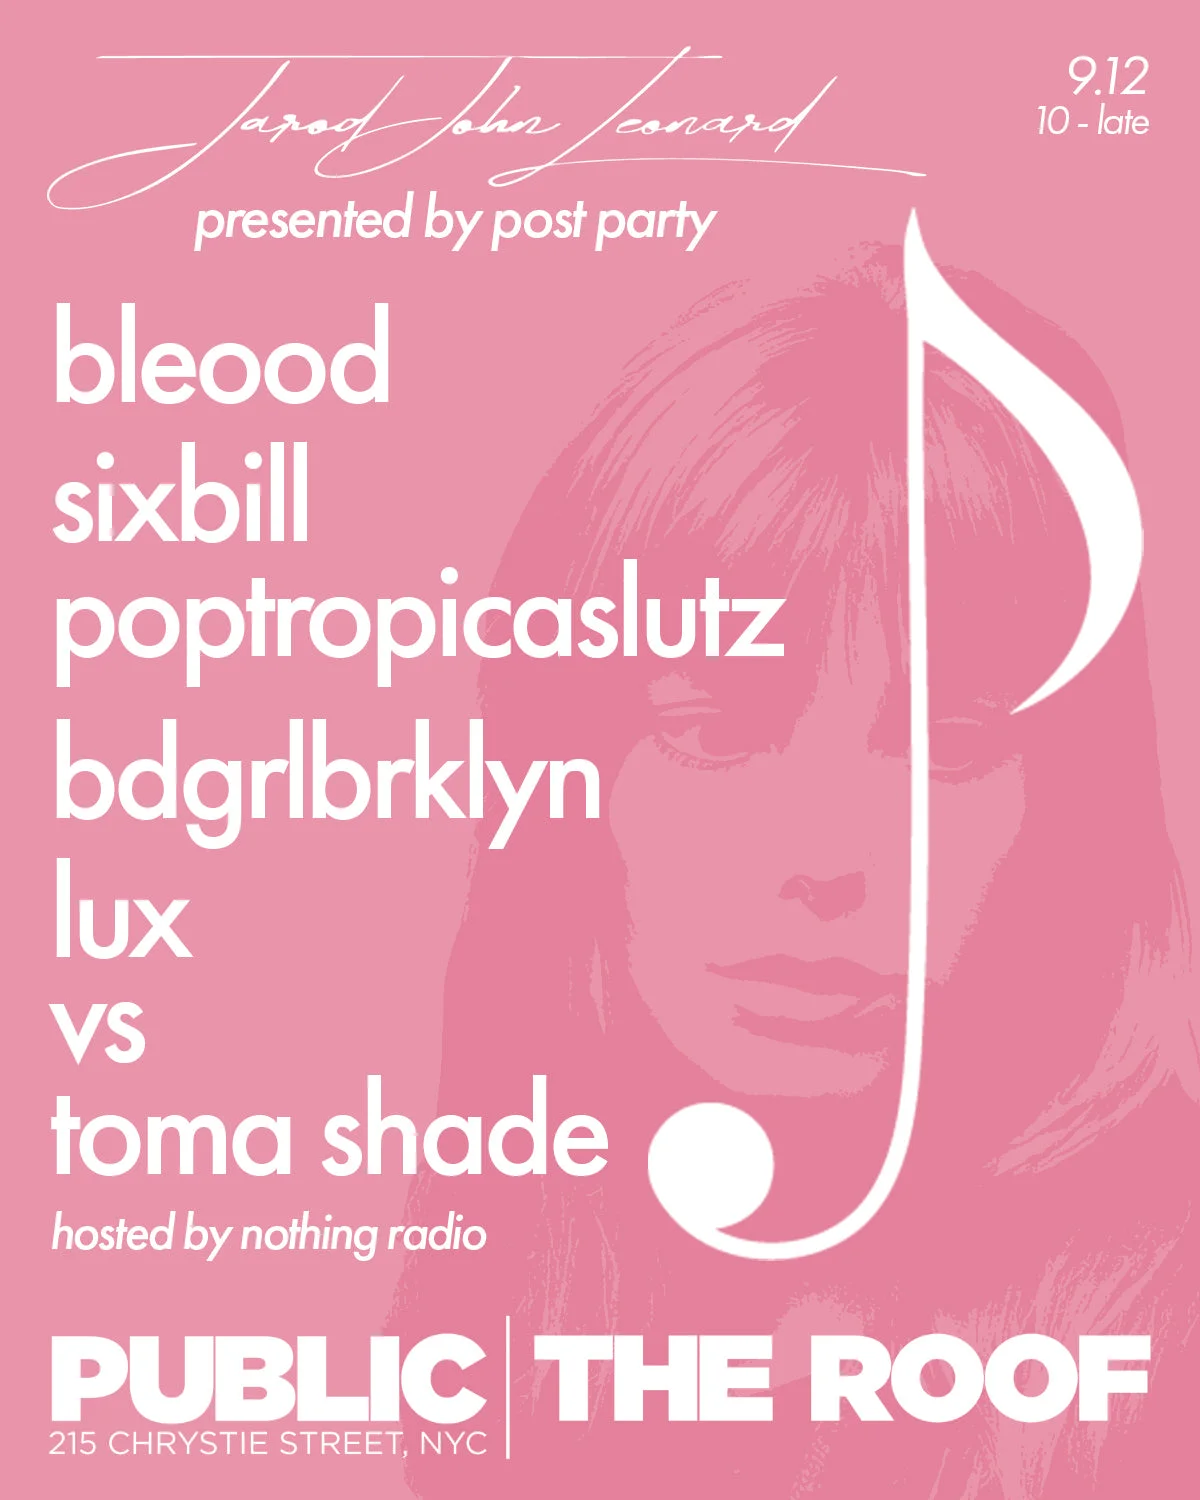 Jarod John Leonard
9.12
10 - late
presented by post party
bleood
sixbill
poptropicaslutz
bdgrlbrklyn
lux
vs
toma shade
hosted by nothing radio
PUBLIC | THE ROOF
215 CHRYSTIE STREET, NYC